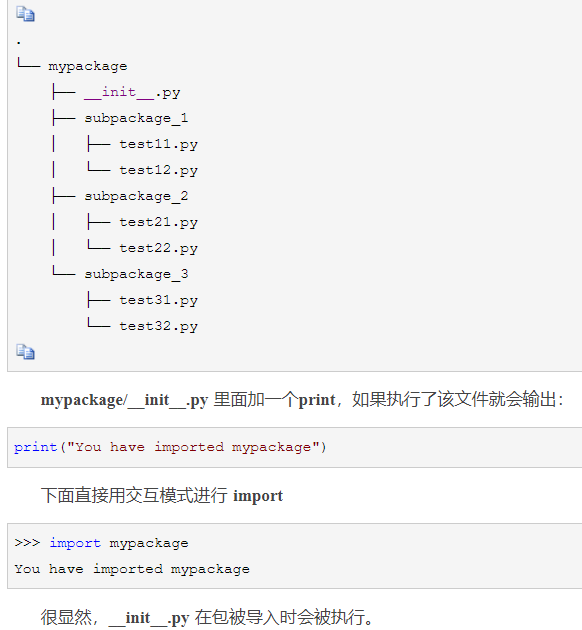 .
└── mypackage
    ├── __init__.py
    ├── subpackage_1
    │   ├── test11.py
    │   └── test12.py
    ├── subpackage_2
    │   ├── test21.py
    │   └── test22.py
    └── subpackage_3
        ├── test31.py
        └── test32.py
mypackage/__init__.py 里面加一个print，如果执行了该文件就会输出：
print("You have imported mypackage")
下面直接用交互模式进行 import
>>> import mypackage
You have imported mypackage
很显然，__init__.py 在包被导入时会被执行。